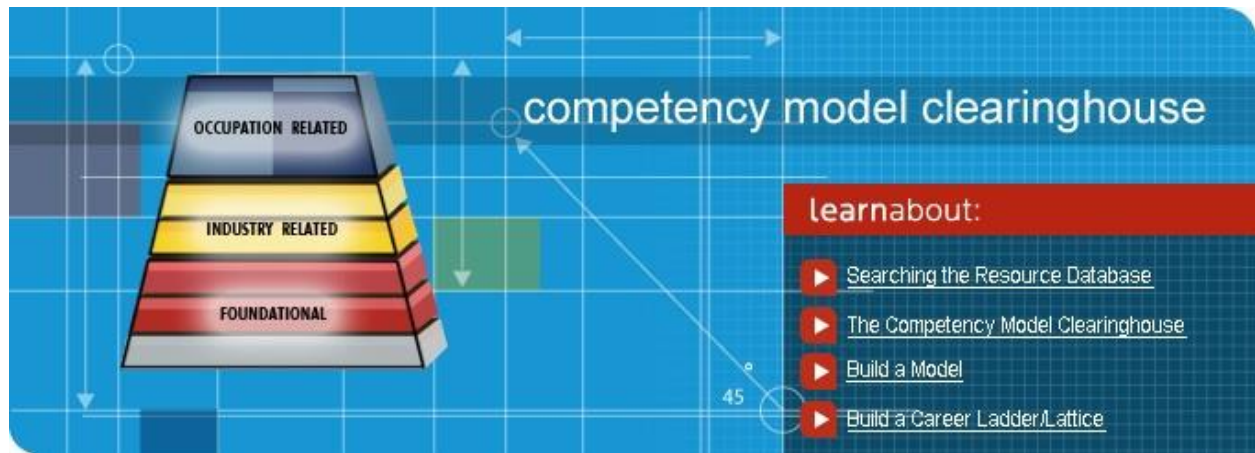 OCCUPATION RELATED
INDUSTRY RELATED
FOUNDATIONAL
competency model clearinghouse
learnabout:
Searching the Resource Database
The Competency Model Clearinghouse
Build a Model
Build a Career Ladder/Lattice
45°